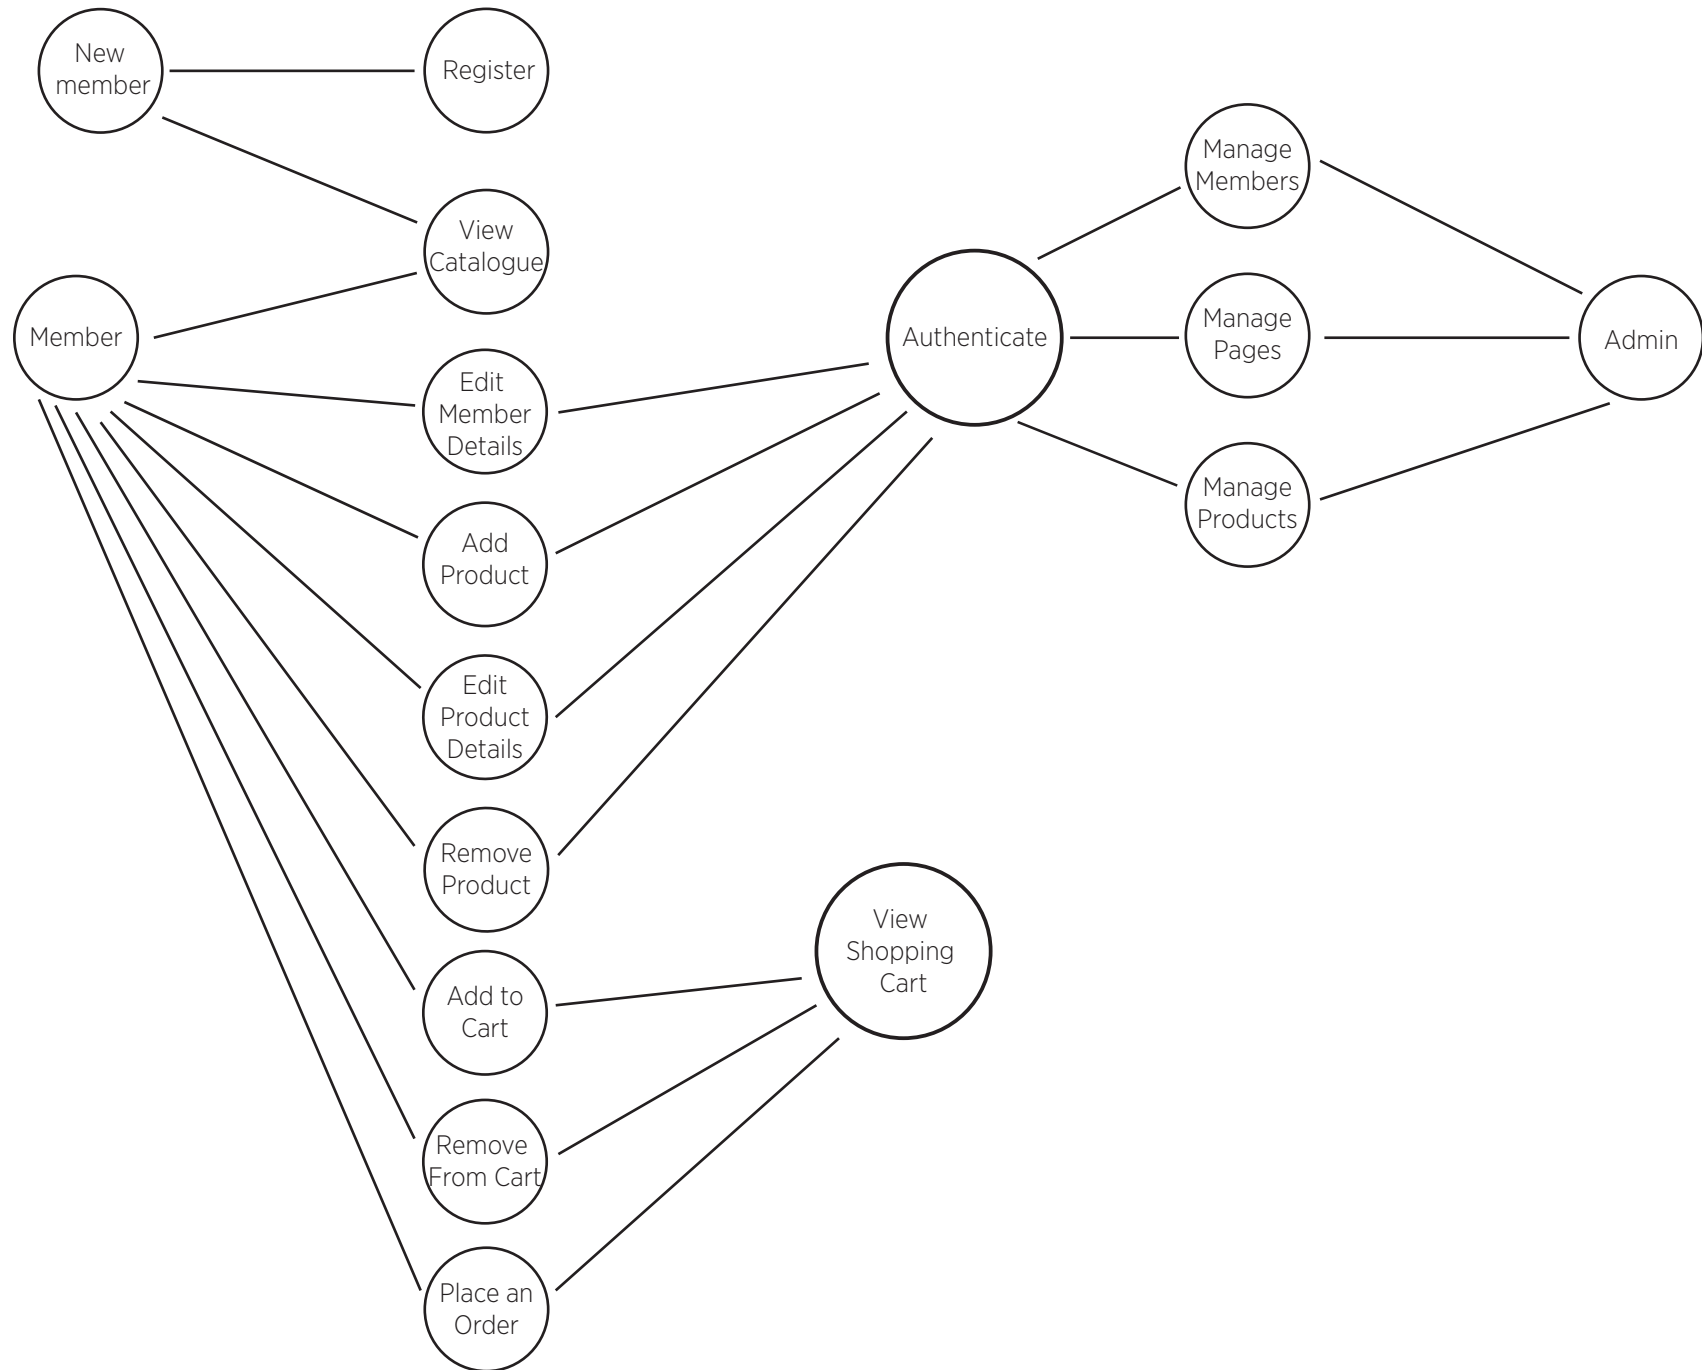 New
member
Register
View
Catalogue
Member
Edit
Member
Details
Add
Product
Edit
Product
Details
Remove
Product
Add to
Cart
Remove
From Cart
Place an
Order
Authenticate
View
Shopping
Cart
Manage
Members
Manage
Pages
Manage
Products
Admin